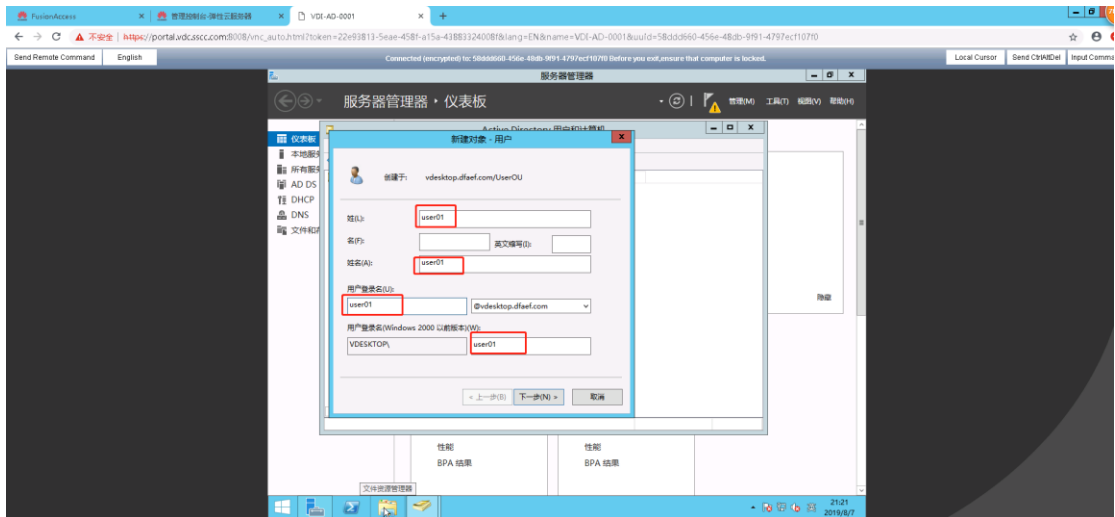 FusionAccess
管理控制台-弹性云服务器
VDI-AD-0001
不安全 | https://portal.vdc.sscc.com:8008/vnc_auto.html?token=22e93813-5eae-458f-a15a-43883324008f&lang=EN&name=VDI-AD-0001&uuId=58ddd660-456e-48db-9f91-4797ecf107f0
Send Remote Command
English
Connected (encrypted) to: 58ddd660-456e-48db-9f91-4797ecf107f0 Before you exit,ensure that computer is locked.
Local Cursor
Send CtrlAltDel
Input Comma
服务器管理器
服务器管理器 · 仪表板
管理(M)
工具(T)
视图(V)
帮助(H)
Active Directory 用户和计算机
仪表板
本地服
所有服
AD DS
DHCP
DNS
文件和
新建对象 - 用户
创建于: vdesktop.dfaef.com/UserOU
姓(L): user01
名(F):
英文缩写(I):
姓名(A): user01
用户登录名(U):
user01
@vdesktop.dfaef.com
用户登录名(Windows 2000 以前版本)(W):
VDESKTOP\
user01
< 上一步(B)
下一步(N) >
取消
隐藏
性能
性能
BPA 结果
BPA 结果
文件资源管理器
21:21
2019/8/7